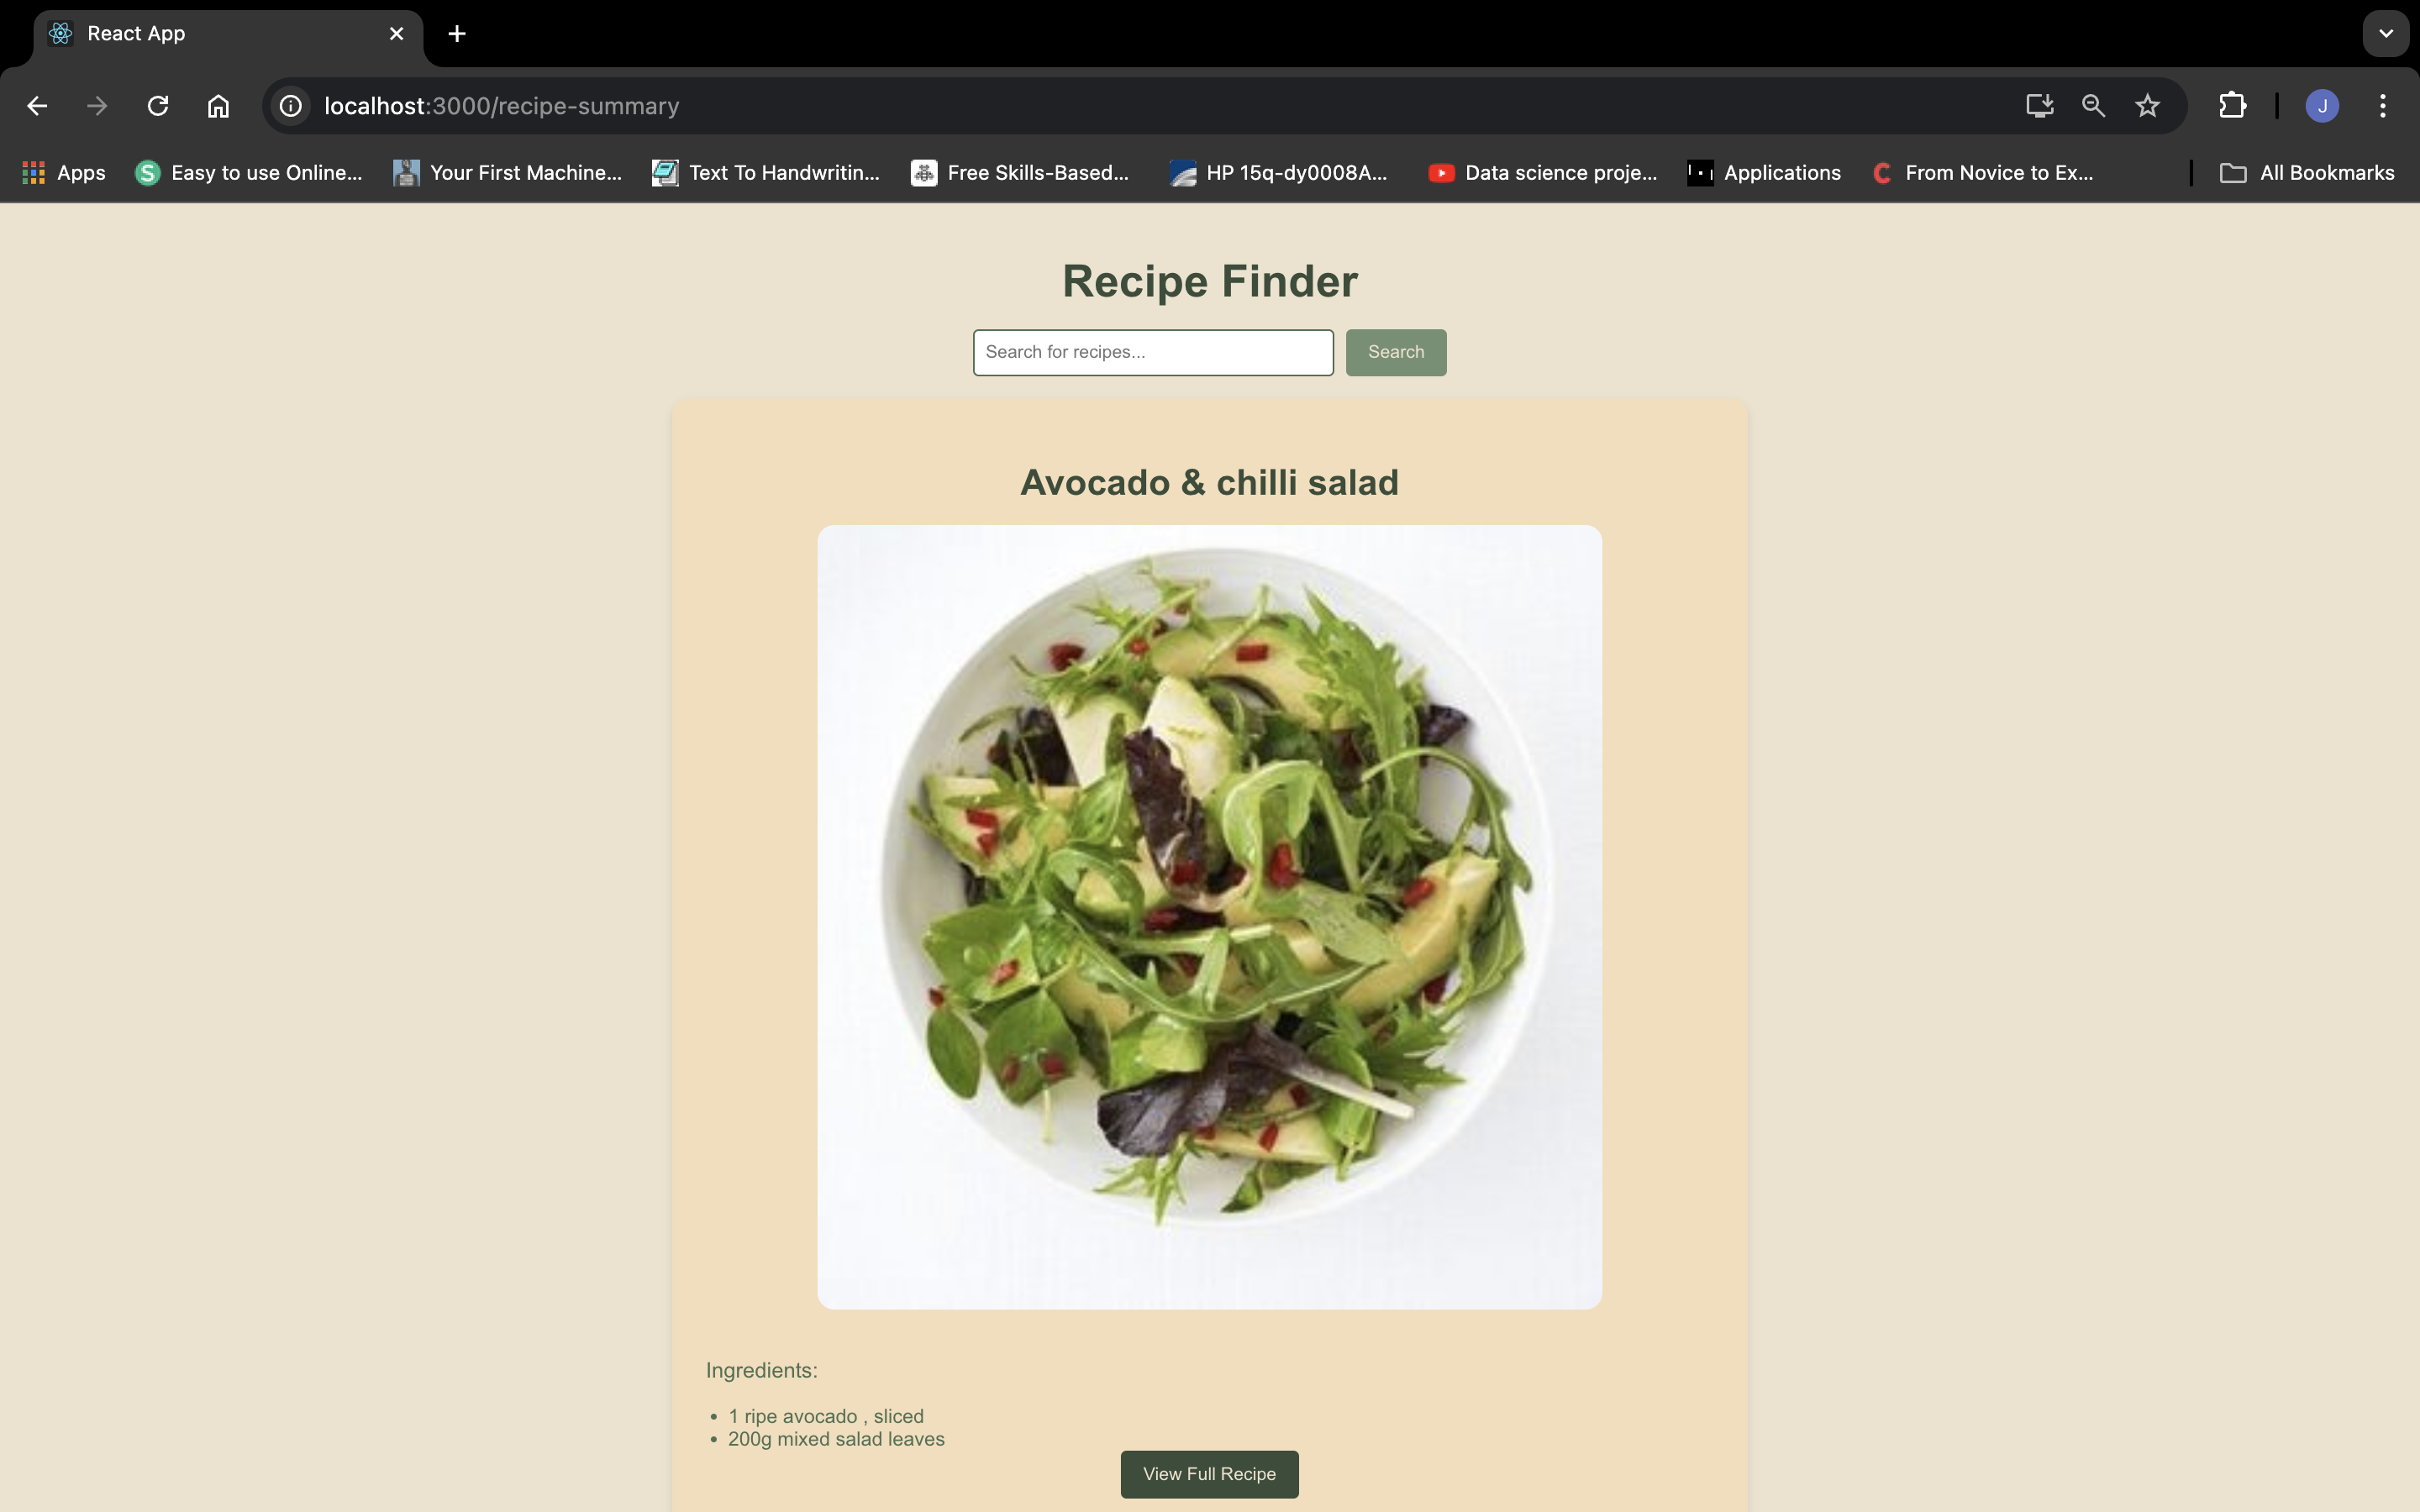 React App
localhost:3000/recipe-summary
J
Apps
Easy to use Online...
Your First Machine...
Text To Handwritin...
Free Skills-Based...
HP 15q-dy0008A...
Data science proje...
Applications
From Novice to Ex...
All Bookmarks
Recipe Finder
Search for recipes...
Search
Avocado & chilli salad
Ingredients:
• 1 ripe avocado , sliced
• 200g mixed salad leaves
View Full Recipe